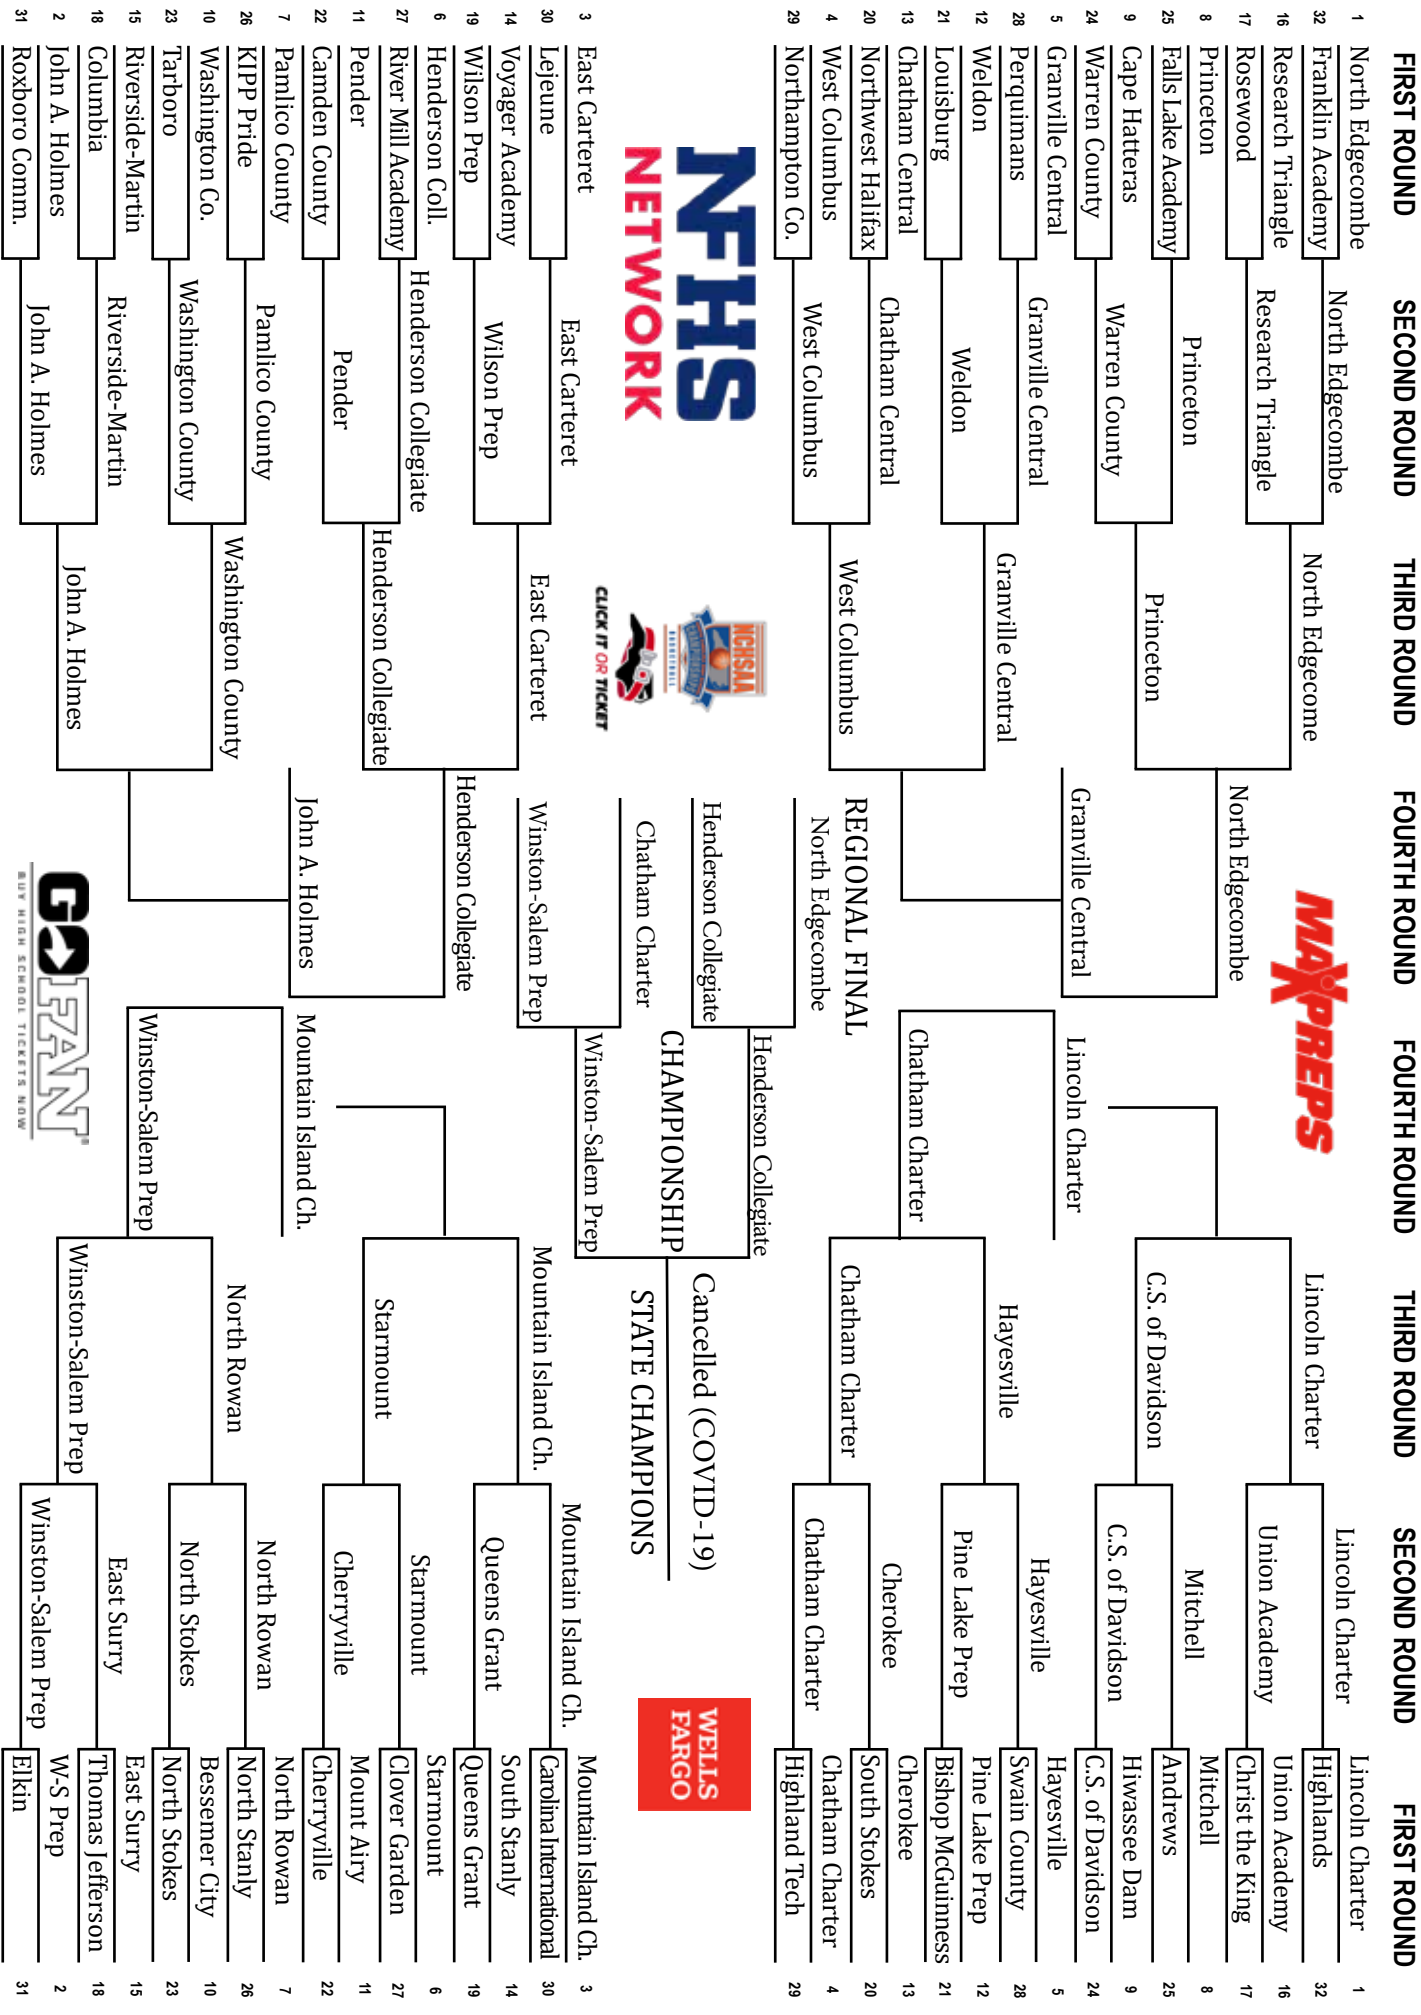 FIRST ROUND
SECOND ROUND
THIRD ROUND
FOURTH ROUND
FOURTH ROUND
THIRD ROUND
SECOND ROUND
FIRST ROUND
1 North Edgecombe
32 Franklin Academy
16 Research Triangle
17 Rosewood
8 Princeton
25 Falls Lake Academy
9 Cape Hatteras
24 Warren County
5 Granville Central
28 Perquimans
12 Weldon
21 Louisburg
13 Chatham Central
20 Northwest Halifax
4 West Columbus
29 Northampton Co.
3 East Carteret
30 Lejeune
14 Voyager Academy
19 Wilson Prep
6 Henderson Coll.
27 River Mill Academy
11 Pender
22 Camden County
7 Pamlico County
26 KIPP Pride
10 Washington Co.
23 Tarboro
15 Riverside-Martin
18 Columbia
2 John A. Holmes
31 Roxboro Comm.
North Edgecombe
Research Triangle
Princeton
Warren County
Granville Central
Weldon
Chatham Central
West Columbus
East Carteret
Wilson Prep
Henderson Collegiate
Pender
Pamlico County
Washington County
Riverside-Martin
John A. Holmes
North Edgecome
Princeton
Granville Central
West Columbus
East Carteret
Henderson Collegiate
Washington County
John A. Holmes
North Edgecombe
Granville Central
Henderson Collegiate
John A. Holmes
NFHS
NETWORK
NCHSAA
CHAMPIONSHIPS
BASKETBALL
CLICK IT OR TICKET
MAXPREPS
GOFAN®
BUY HIGH SCHOOL TICKETS NOW
REGIONAL FINAL
North Edgecombe
Henderson Collegiate
Chatham Charter
Winston-Salem Prep
Henderson Collegiate
CHAMPIONSHIP
Winston-Salem Prep
Cancelled (COVID-19)
STATE CHAMPIONS
WELLS
FARGO
Lincoln Charter
Chatham Charter
Mountain Island Ch.
Winston-Salem Prep
Lincoln Charter
C.S. of Davidson
Hayesville
Chatham Charter
Mountain Island Ch.
Starmount
North Rowan
Winston-Salem Prep
Lincoln Charter
Union Academy
Mitchell
C.S. of Davidson
Hayesville
Pine Lake Prep
Cherokee
Chatham Charter
Mountain Island Ch.
Queens Grant
Starmount
Cherryville
North Rowan
North Stokes
East Surry
Winston-Salem Prep
Lincoln Charter 1
Highlands 32
Union Academy 16
Christ the King 17
Mitchell 8
Andrews 25
Hiwassee Dam 9
C.S. of Davidson 24
Hayesville 5
Swain County 28
Pine Lake Prep 12
Bishop McGuinness 21
Cherokee 13
South Stokes 20
Chatham Charter 4
Highland Tech 29
Mountain Island Ch. 3
Carolina International 30
South Stanly 14
Queens Grant 19
Starmount 6
Clover Garden 27
Mount Airy 11
Cherryville 22
North Rowan 7
North Stanly 26
Bessemer City 10
North Stokes 23
East Surry 15
Thomas Jefferson 18
W-S Prep 2
Elkin 31